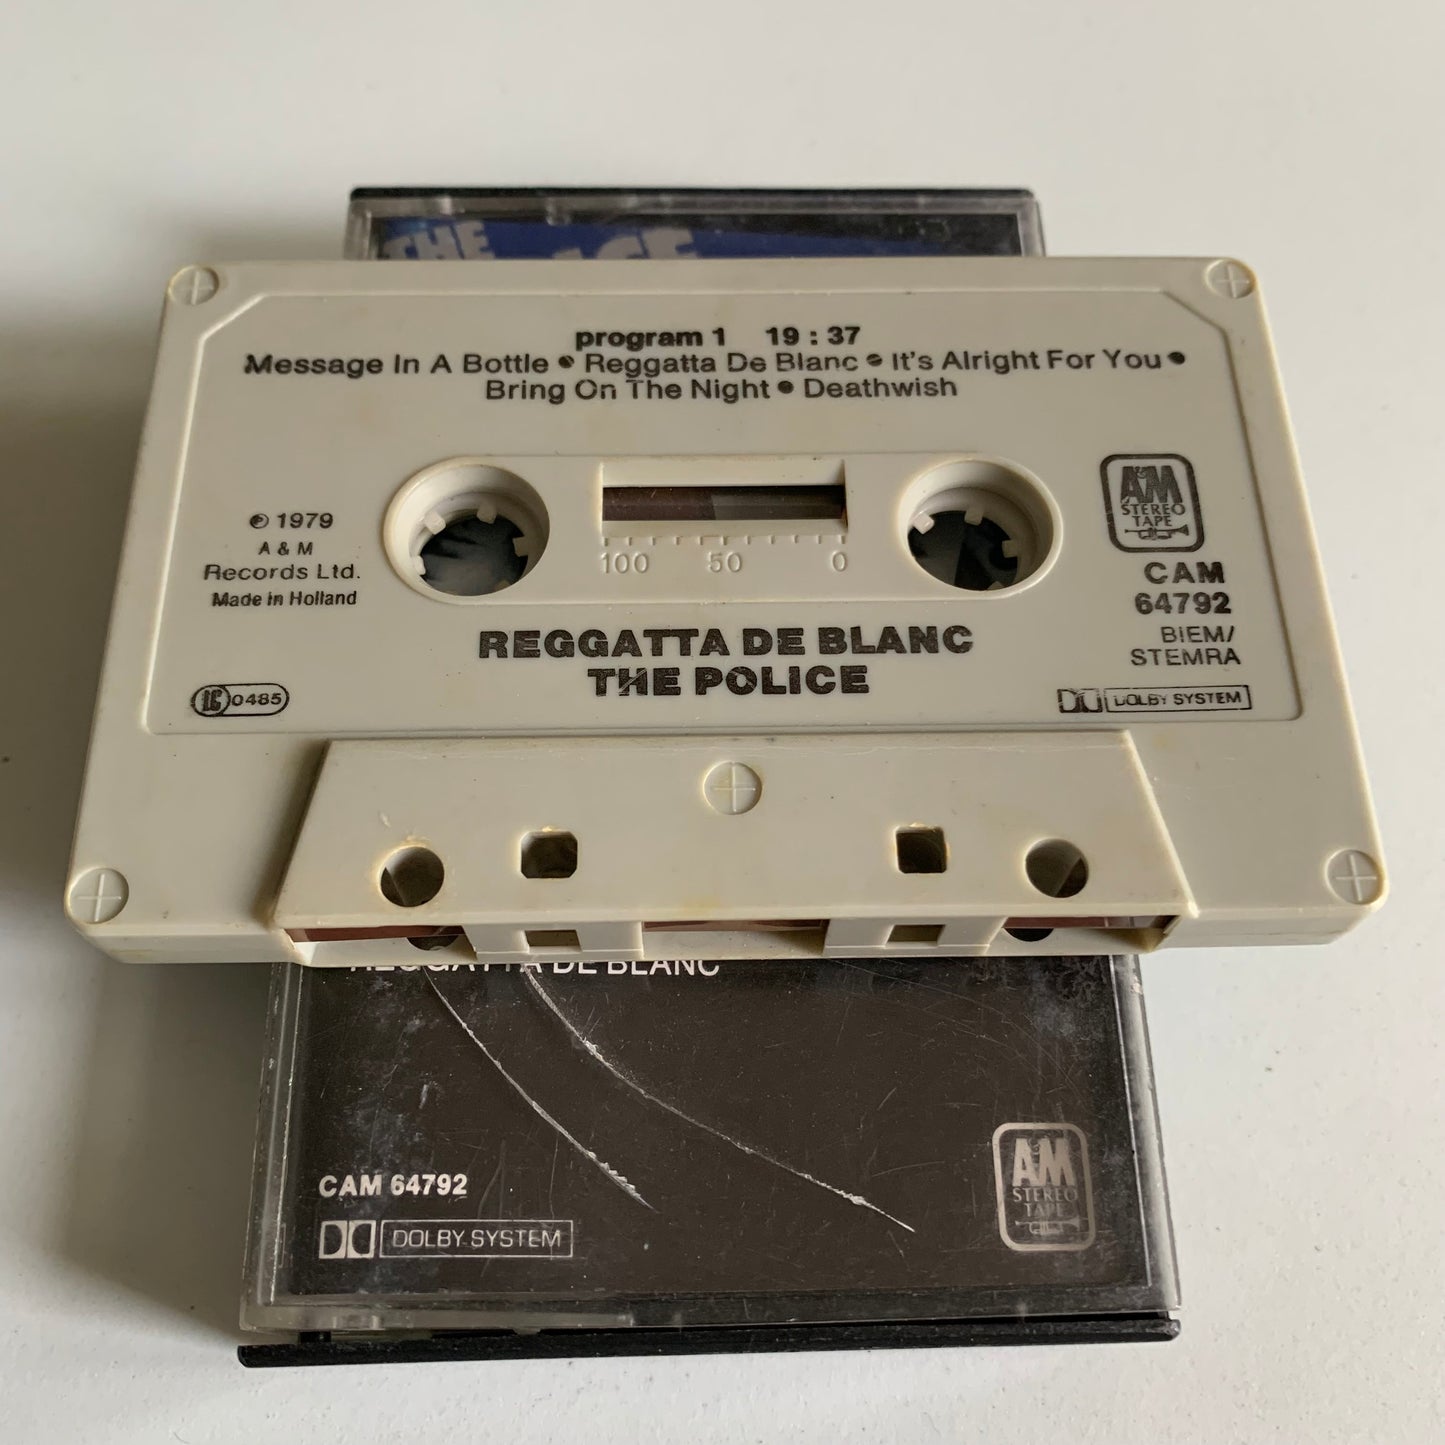 THE
program 1 19 : 37
Message In A Bottle • Reggatta De Blanc • It's Alright For You •
Bring On The Night • Deathwish
℗ 1979
A & M
Records Ltd.
Made in Holland
100 50 0
A&M
STEREO
TAPE
CAM
64792
BIEM/
STEMRA
REGGATTA DE BLANC
THE POLICE
LC 0485
DOLBY SYSTEM
REGGATTA DE BLANC
CAM 64792
DOLBY SYSTEM
A&M
STEREO
TAPE